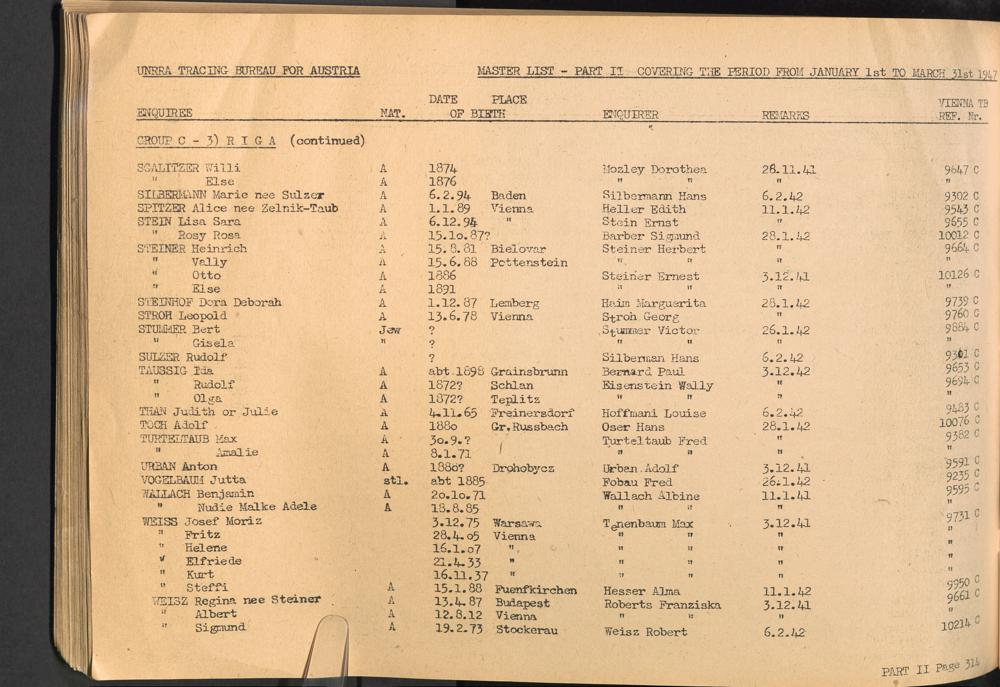 UNRRA TRACING BUREAU FOR AUSTRIA MASTER LIST - PART II COVERING THE PERIOD FROM JANUARY 1st TO MARCH 31st 1947
DATE PLACE VIENNA TB
ENQUIREE NAT. OF BIRTH ENQUIRER REMARKS REF. Nr.
GROUP C - 3) R I G A (continued)
SGALITZER Willi A 1874 Mozley Dorothea 28.11.41 9647 C
" Else A 1876 " " " "
SILBERMANN Marie nee Sulzer A 6.2.94 Baden Silbermann Hans 6.2.42 9302 C
SPITZER Alice nee Zelnik-Taub A 1.1.89 Vienna Heller Edith 11.1.42 9543 C
STEIN Lisa Sara A 6.12.94 " Stein Ernst 9655 C
" Rosy Rosa A 15.10.87? Barber Sigmund 28.1.42 10012 C
STEINER Heinrich A 15.8.81 Bielovar Steiner Herbert " 9664 C
" Vally A 15.6.88 Pottenstein " " "
" Otto A 1886 Steiner Ernest 3.12.41 10126 C
" Else A 1891 " " " "
STEINHOF Dora Deborah A 1.12.87 Lemberg Haim Marguerita 28.1.42 9739 C
STROH Leopold A 13.6.78 Vienna Stroh Georg " 9760 C
STUMMER Bert Jew ? Stummer Victor 26.1.42 9884 C
" Gisela " ? " " " "
SULZER Rudolf ? Silberman Hans 6.2.42 9301 C
TAUSSIG Ida A abt.1898 Grainsbrunn Bernard Paul 3.12.42 9653 C
" Rudolf A 1872? Schlan Eisenstein Wally " 9694 C
" Olga A 1872? Teplitz " " "
THAN Judith or Julie A 4.11.65 Freinersdorf Hoffmani Louise 6.2.42 9483 C
TOCH Adolf A 1880 Gr.Russbach Oser Hans 28.1.42 10076 C
TURTELTAUB Max A 30.9.? Turteltaub Fred " 9382 C
" Amalie A 8.1.71 " " " "
URBAN Anton A 1886? Drohobycz Urban Adolf 3.12.41 9591 C
VOGELBAUM Jutta stl. abt 1885 Fobau Fred 26.1.42 9235 C
WALLACH Benjamin A 20.10.71 Wallach Albine 11.1.41 9595 C
" Nudie Malke Adele A 18.8.85 " " " "
WEISS Josef Moriz 3.12.75 Warsawa Tenenbaum Max 3.12.41 9731 C
" Fritz 28.4.05 Vienna " " " "
" Helene 16.1.07 " " " " "
" Elfriede 21.4.33 " " " " "
" Kurt 16.11.37 " " " " "
" Steffi A 15.1.88 Fuenfkirchen Hesser Alma 11.1.42 9950 C
WEISZ Regina nee Steiner A 13.4.87 Budapest Roberts Franziska 3.12.41 9661 C
" Albert A 12.8.12 Vienna " " " "
" Sigmund A 19.2.73 Stockerau Weisz Robert 6.2.42 10214 C
PART II Page 314